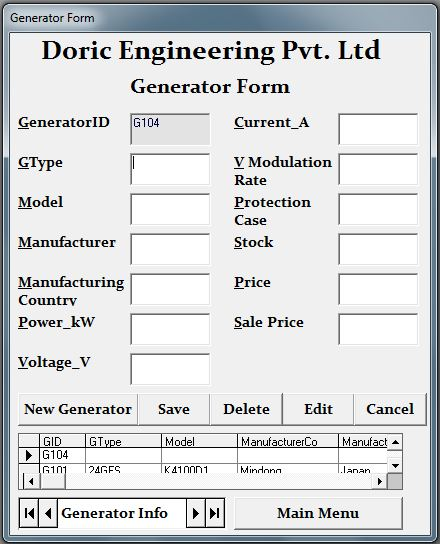 Generator Form
Doric Engineering Pvt. Ltd
Generator Form
GeneratorID G104 Current_A
GType V Modulation
Rate
Model Protection
Case
Manufacturer Stock
Manufacturing Price
Country
Power_kW Sale Price
Voltage_V
New Generator Save Delete Edit Cancel
GID GType Model ManufacturerCo Manufact
G104
G101 24GFS K4100D1 Mindong Japan
Generator Info Main Menu